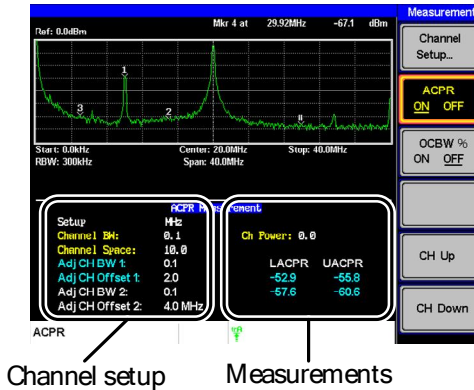 Measurement
Mkr 4 at 29.92MHz -67.1 dBm
Ref: 0.0dBm
Channel
Setup...
1
ACPR
ON OFF
3
2
4
Start: 0.0kHz Center: 20.0MHz Stop: 40.0MHz
RBW: 300kHz Span: 40.0MHz
OCBW %
ON OFF
ACPR Measurement
Setup MHz
Channel BW: 0.1 Ch Power: 0.0
Channel Space: 10.0
Adj CH BW 1: 0.1 LACPR UACPR
Adj CH Offset 1: 2.0 -52.9 -55.8
Adj CH BW 2: 0.1 -57.6 -60.6
Adj CH Offset 2: 4.0 MHz
CH Up
CH Down
ACPR
Channel setup Measurements